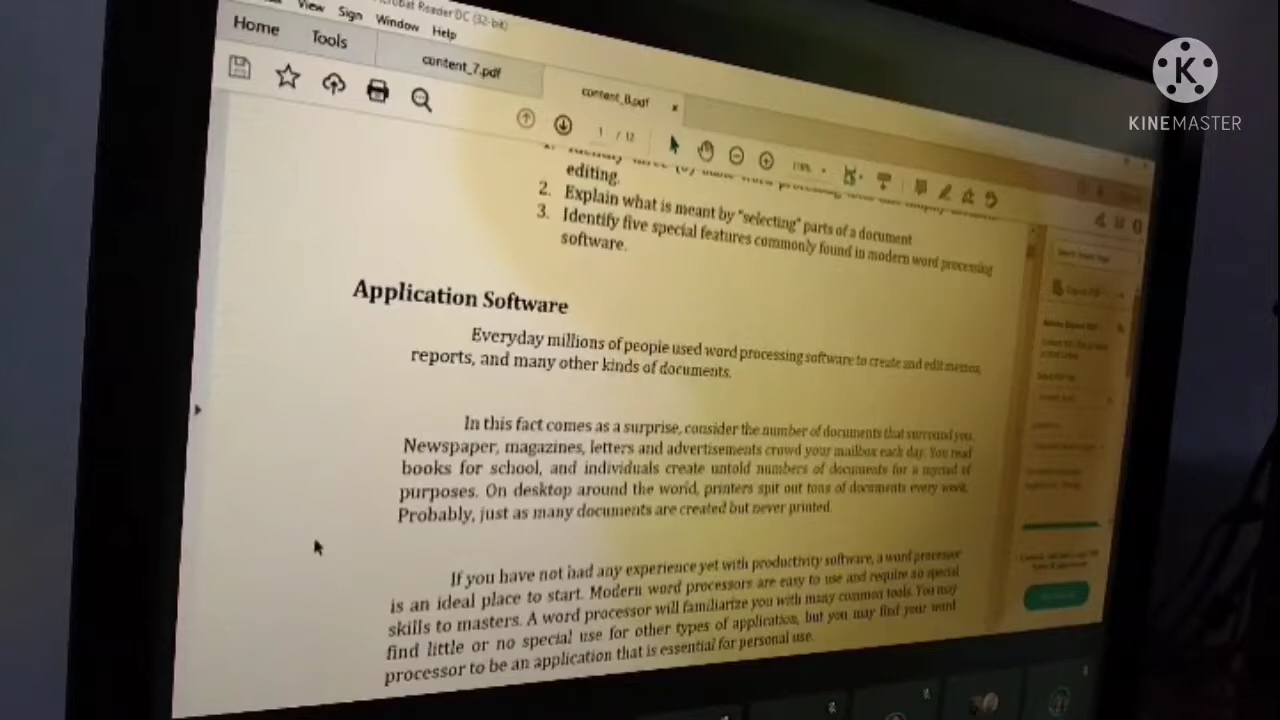 View Sign Window Help
Acrobat Reader DC (32-bit)
Home Tools content_7.pdf content_8.pdf
1 / 12
KINEMASTER
editing.
2. Explain what is meant by "selecting" parts of a document
3. Identify five special features commonly found in modern word processing
software.
Application Software
Everyday millions of people used word processing software to create and edit memos,
reports, and many other kinds of documents.
In this fact comes as a surprise, consider the number of documents that surround you.
Newspaper, magazines, letters and advertisements crowd your mailbox each day. You read
books for school, and individuals create untold numbers of documents for a myriad of
purposes. On desktop around the world, printers spit out tons of documents every week.
Probably, just as many documents are created but never printed.
If you have not had any experience yet with productivity software, a word processor
is an ideal place to start. Modern word processors are easy to use and require no special
skills to masters. A word processor will familiarize you with many common tools. You may
find little or no special use for other types of application, but you may find your word
processor to be an application that is essential for personal use.